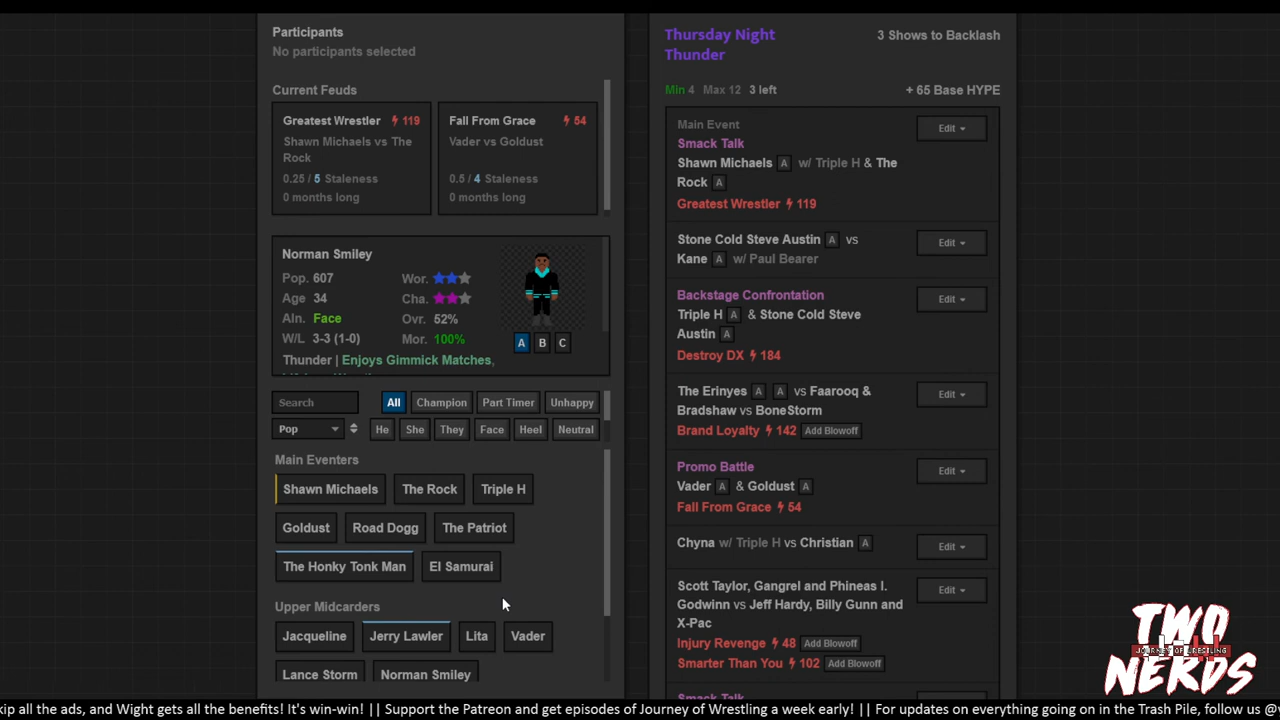 Participants
No participants selected
Current Feuds
Greatest Wrestler 119
Shawn Michaels vs The
Rock
0.25 / 5 Staleness
0 months long
Fall From Grace 54
Vader vs Goldust
0.5 / 4 Staleness
0 months long
Norman Smiley
Pop. 607
Age 34
Aln. Face
W/L 3-3 (1-0)
Wor.
Cha.
Ovr. 52%
Mor. 100%
A B C
Thunder | Enjoys Gimmick Matches,
Search
All Champion Part Timer Unhappy
Pop
He She They Face Heel Neutral
Main Eventers
Shawn Michaels The Rock Triple H
Goldust Road Dogg The Patriot
The Honky Tonk Man El Samurai
Upper Midcarders
Jacqueline Jerry Lawler Lita Vader
Lance Storm Norman Smiley
Thursday Night
Thunder
3 Shows to Backlash
Min 4 Max 12 3 left
+ 65 Base HYPE
Main Event
Edit
Smack Talk
Shawn Michaels A w/ Triple H & The
Rock A
Greatest Wrestler 119
Stone Cold Steve Austin A vs
Kane A w/ Paul Bearer
Edit
Backstage Confrontation
Edit
Triple H A & Stone Cold Steve
Austin A
Destroy DX 184
The Erinyes A A vs Faarooq &
Bradshaw vs BoneStorm
Edit
Brand Loyalty 142 Add Blowoff
Promo Battle
Edit
Vader A & Goldust A
Fall From Grace 54
Chyna w/ Triple H vs Christian A
Edit
Scott Taylor, Gangrel and Phineas I.
Godwinn vs Jeff Hardy, Billy Gunn and
X-Pac
Edit
Injury Revenge 48 Add Blowoff
Smarter Than You 102 Add Blowoff
Smack Talk
TWO
JOURNEY OF WRESTLING
NERDS
kip all the ads, and Wight gets all the benefits! It's win-win! || Support the Patreon and get episodes of Journey of Wrestling a week early! || For updates on everything going on in the Trash Pile, follow us @